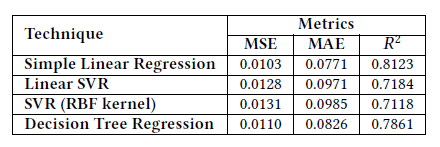 Technique Metrics
MSE MAE R²
Simple Linear Regression 0.0103 0.0771 0.8123
Linear SVR 0.0128 0.0971 0.7184
SVR (RBF kernel) 0.0131 0.0985 0.7118
Decision Tree Regression 0.0110 0.0826 0.7861